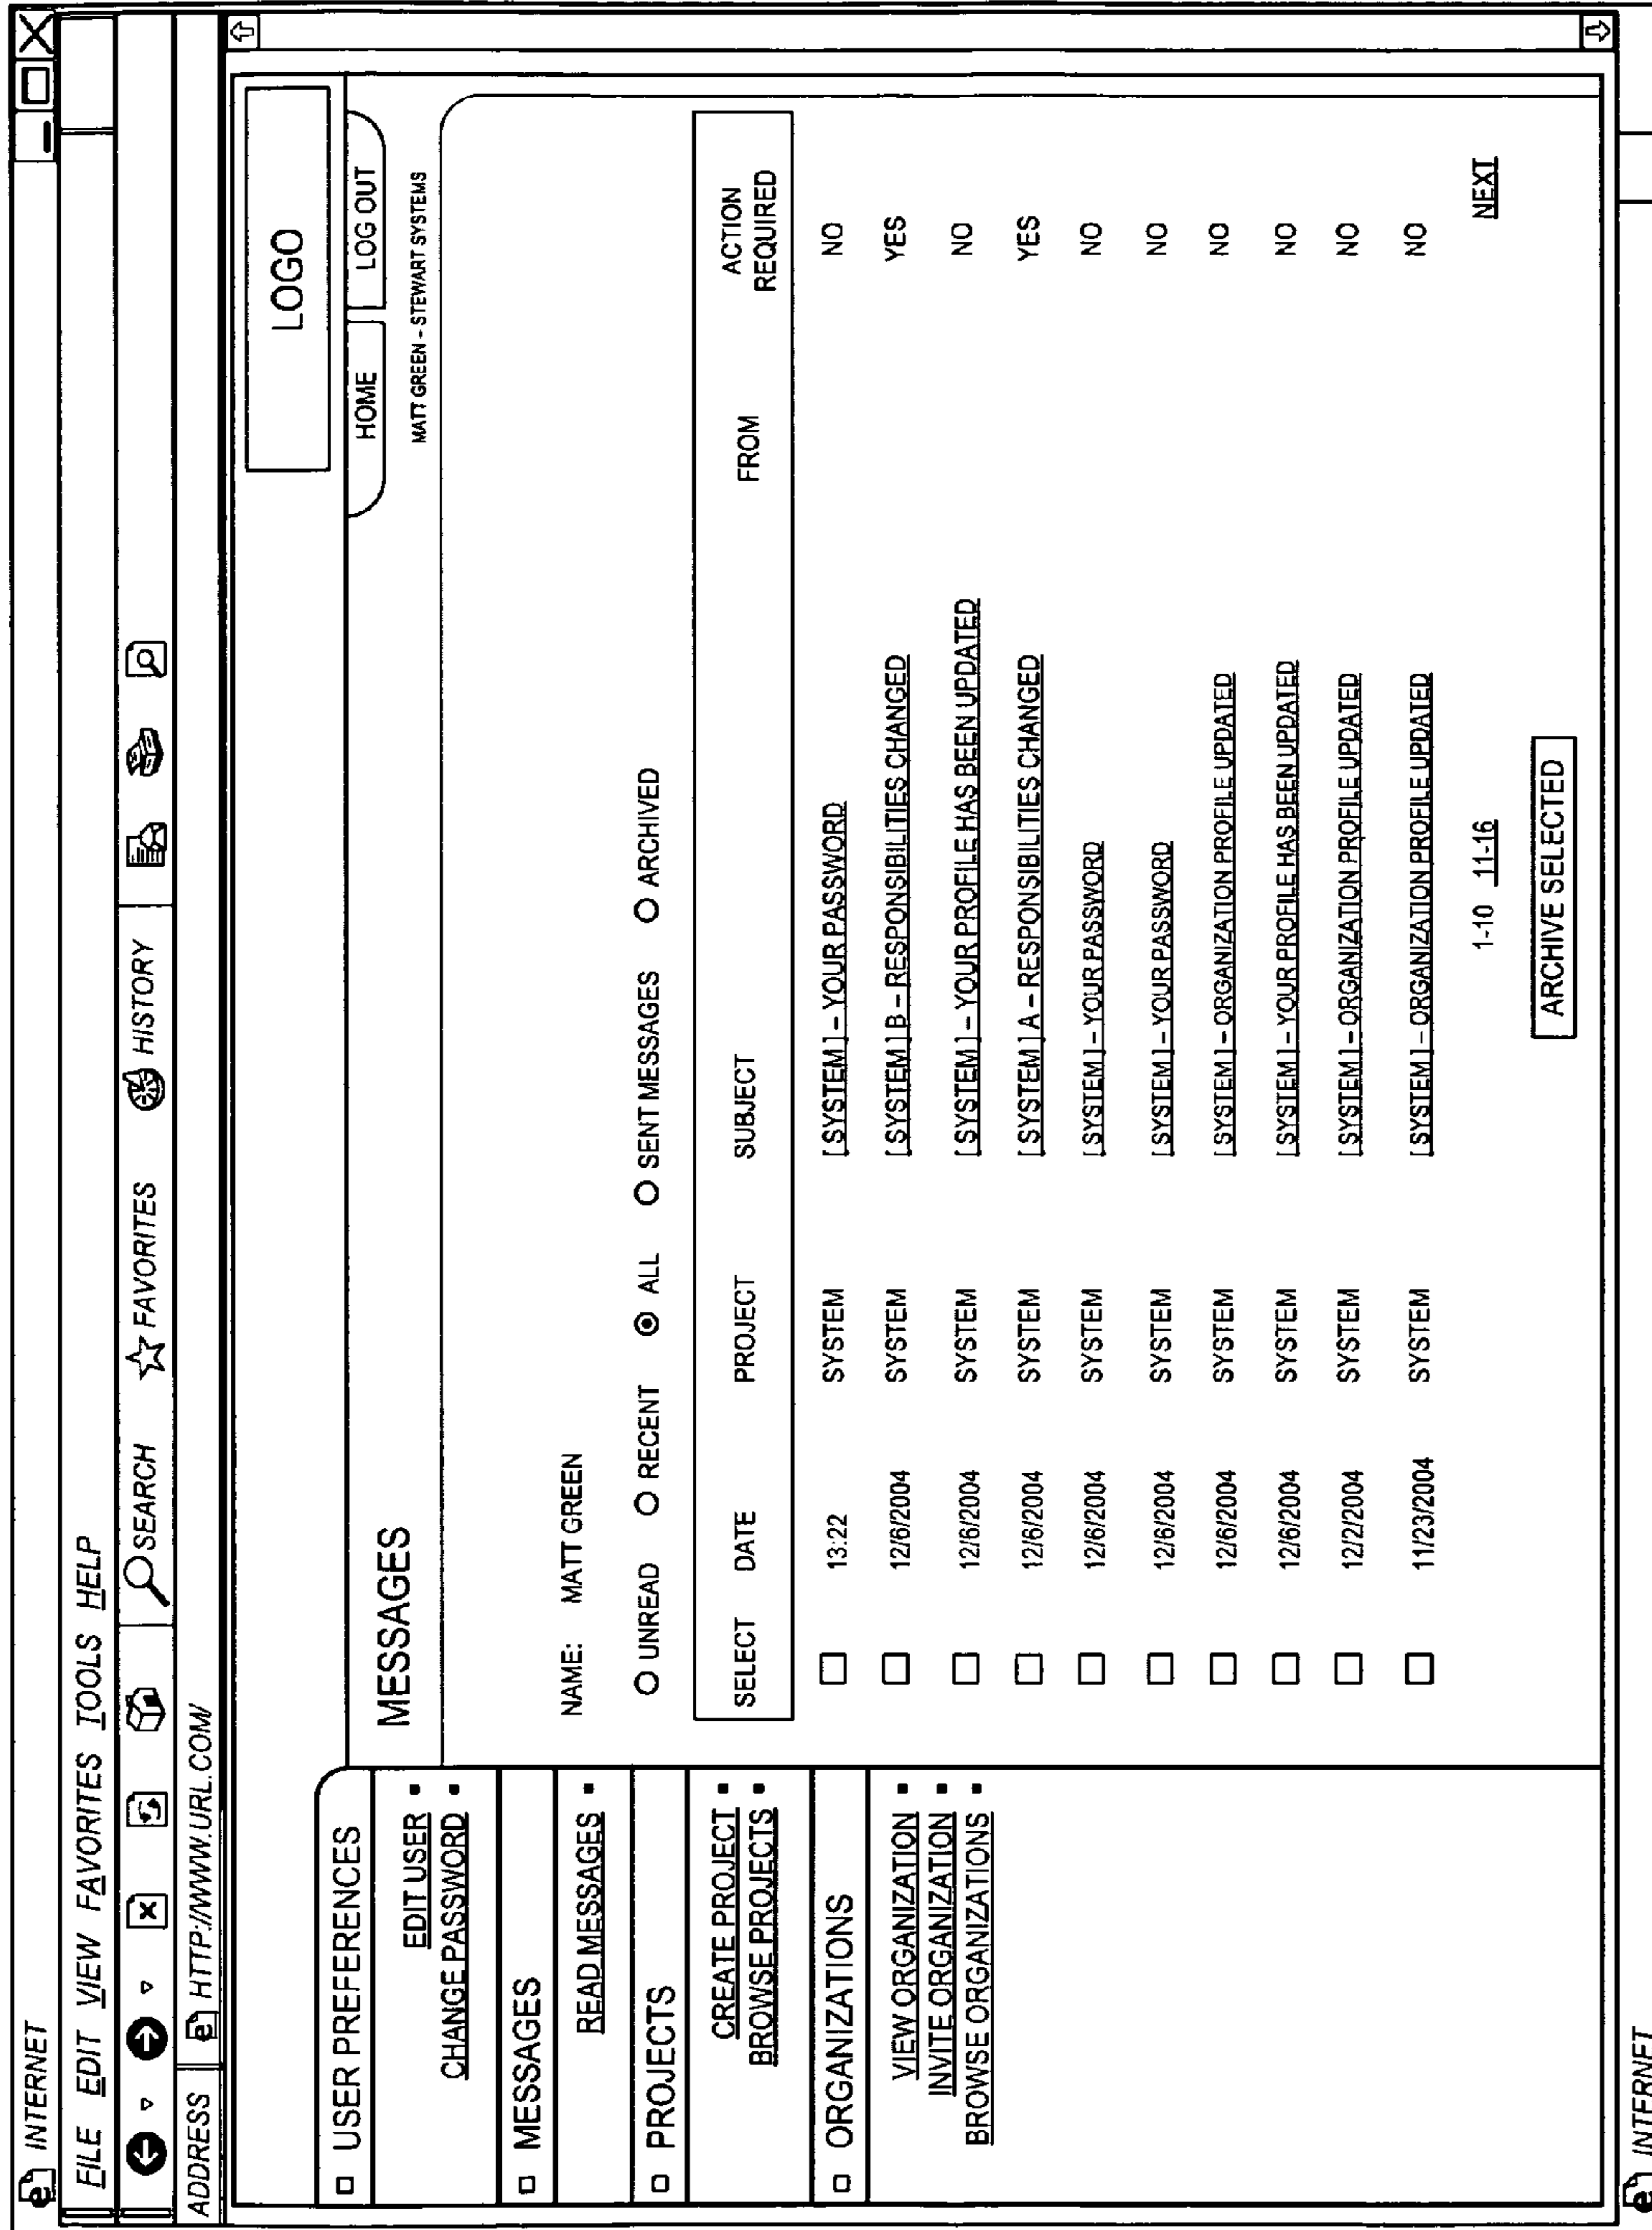 INTERNET
FILE EDIT VIEW FAVORITES TOOLS HELP
SEARCH FAVORITES HISTORY
ADDRESS HTTP://WWW.URL.COM/
LOGO
HOME LOG OUT
USER PREFERENCES
EDIT USER
CHANGE PASSWORD
MESSAGES
READ MESSAGES
PROJECTS
CREATE PROJECT
BROWSE PROJECTS
ORGANIZATIONS
VIEW ORGANIZATION
INVITE ORGANIZATION
BROWSE ORGANIZATIONS
MESSAGES
MATT GREEN - STEWART SYSTEMS
NAME: MATT GREEN
UNREAD RECENT ALL SENT MESSAGES ARCHIVED
SELECT DATE PROJECT SUBJECT FROM ACTION REQUIRED
13:22 SYSTEM [SYSTEM] – YOUR PASSWORD NO
12/6/2004 SYSTEM [SYSTEM] B – RESPONSIBILITIES CHANGED YES
12/6/2004 SYSTEM [SYSTEM] – YOUR PROFILE HAS BEEN UPDATED NO
12/6/2004 SYSTEM [SYSTEM] A – RESPONSIBILITIES CHANGED YES
12/6/2004 SYSTEM [SYSTEM] – YOUR PASSWORD NO
12/6/2004 SYSTEM [SYSTEM] – YOUR PASSWORD NO
12/6/2004 SYSTEM [SYSTEM] – ORGANIZATION PROFILE UPDATED NO
12/6/2004 SYSTEM [SYSTEM] – YOUR PROFILE HAS BEEN UPDATED NO
12/2/2004 SYSTEM [SYSTEM] – ORGANIZATION PROFILE UPDATED NO
11/23/2004 SYSTEM [SYSTEM] – ORGANIZATION PROFILE UPDATED NO
1-10 11-16 NEXT
ARCHIVE SELECTED
INTERNET